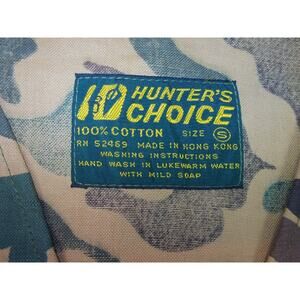 HUNTER'S
CHOICE
100% COTTON SIZE S
RN 52469 MADE IN HONG KONG
WASHING INSTRUCTIONS
HAND WASH IN LUKEWARM WATER
WITH MILD SOAP